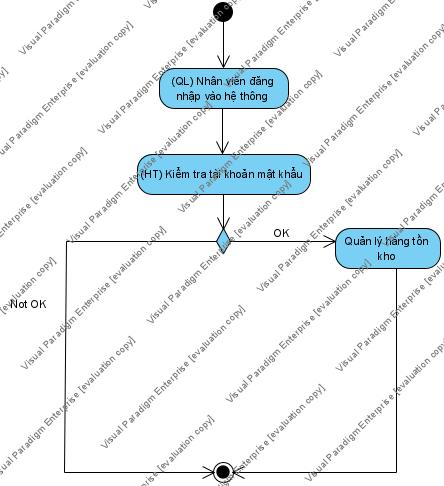 (QL) Nhân viên đăng
nhập vào hệ thông
(HT) Kiểm tra tài khoản mật khẩu
OK
Quản lý hàng tồn
kho
Not OK
Visual Paradigm Enterprise [evaluation copy]